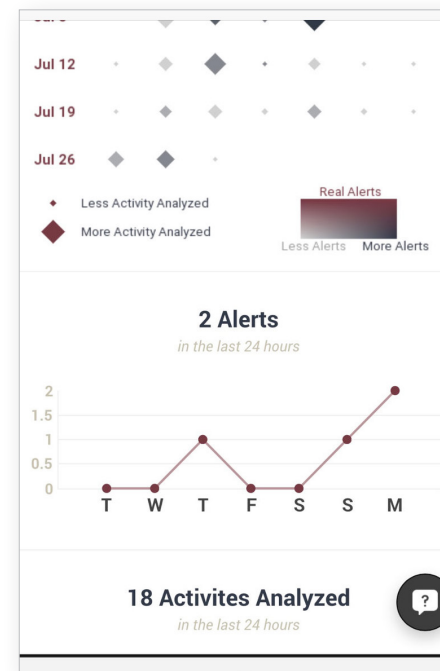 Jul 12
Jul 19
Jul 26
Less Activity Analyzed
More Activity Analyzed
Real Alerts
Less Alerts More Alerts
2 Alerts
in the last 24 hours
2
1.5
1
0.5
0
T W T F S S M
18 Activites Analyzed
in the last 24 hours
?